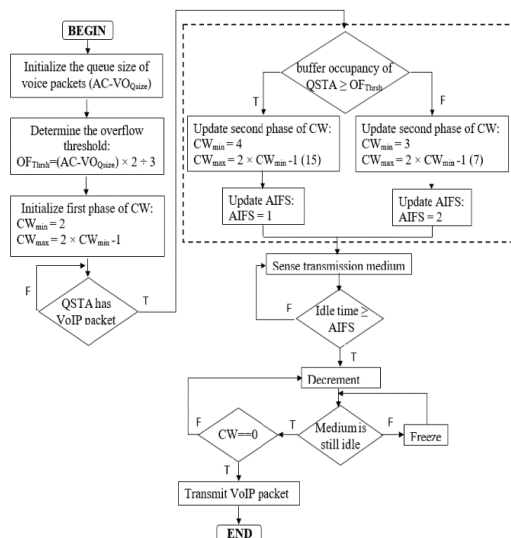 BEGIN
Initialize the queue size of
voice packets (AC-VOQsize)
Determine the overflow
threshold:
OFThrsh=(AC-VOQsize) × 2 ÷ 3
Initialize first phase of CW:
CWmin = 2
CWmax = 2 × CWmin -1
F
QSTA has
VoIP packet
T
buffer occupancy of
QSTA ≥ OFThrsh
T
F
Update second phase of CW:
CWmin = 4
CWmax = 2 × CWmin -1 (15)
Update second phase of CW:
CWmin = 3
CWmax = 2 × CWmin -1 (7)
Update AIFS:
AIFS = 1
Update AIFS:
AIFS = 2
Sense transmission medium
F
Idle time ≥
AIFS
T
Decrement
F
CW==0
T
Medium is
still idle
F
Freeze
T
Transmit VoIP packet
END